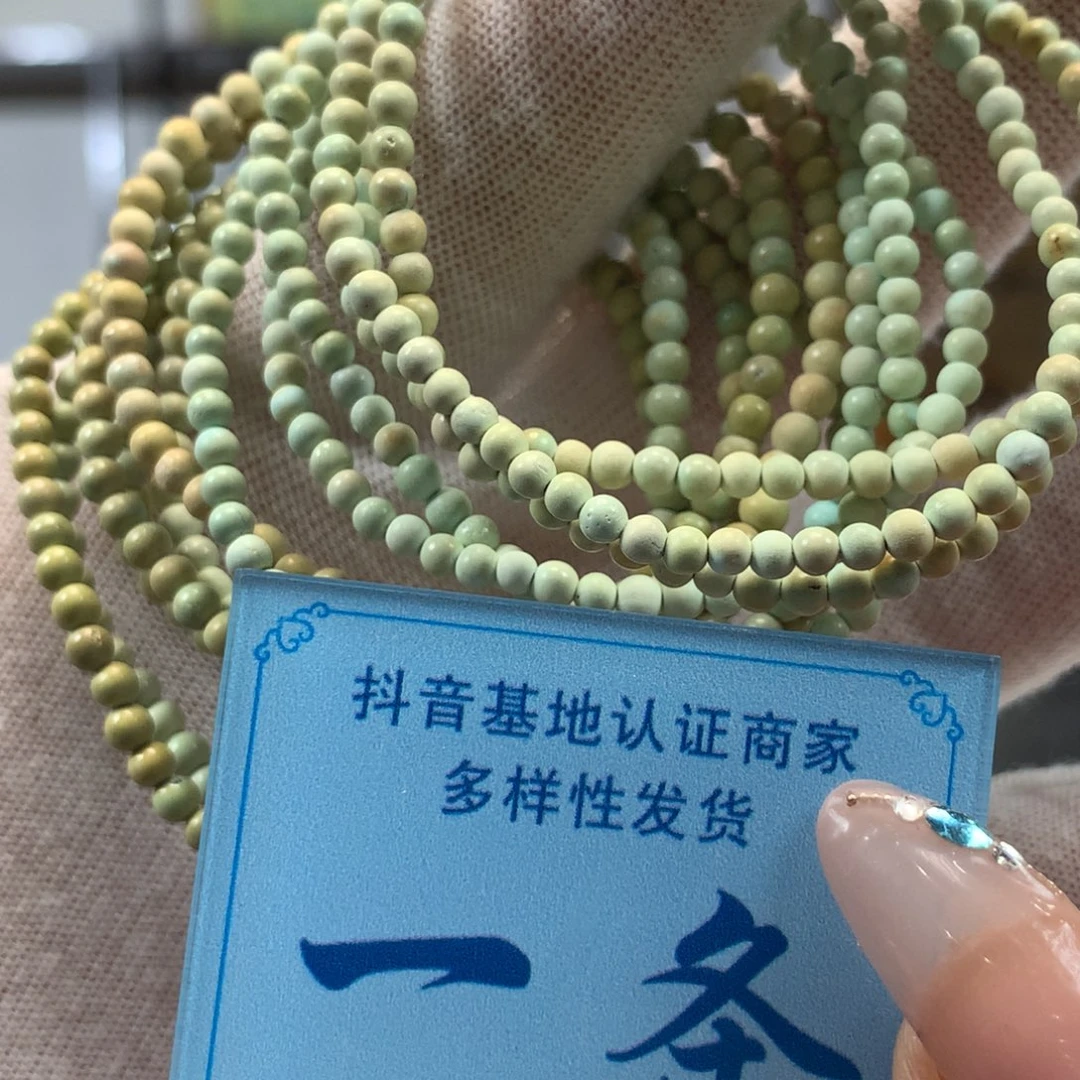 抖音基地认证商家
多样性发货
一条